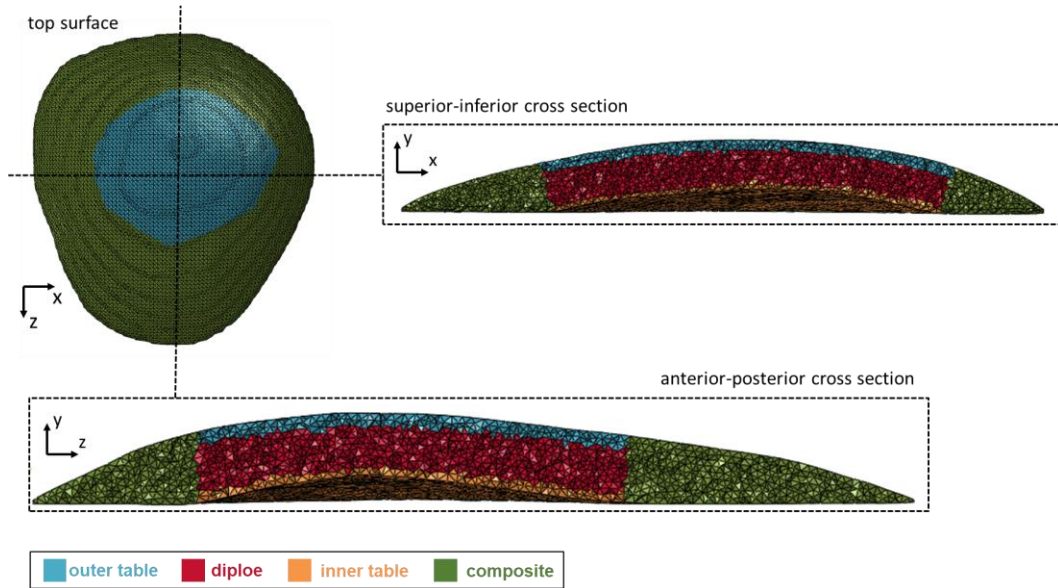 top surface
superior-inferior cross section
y
x
x
z
anterior-posterior cross section
y
z
outer table diploe inner table composite